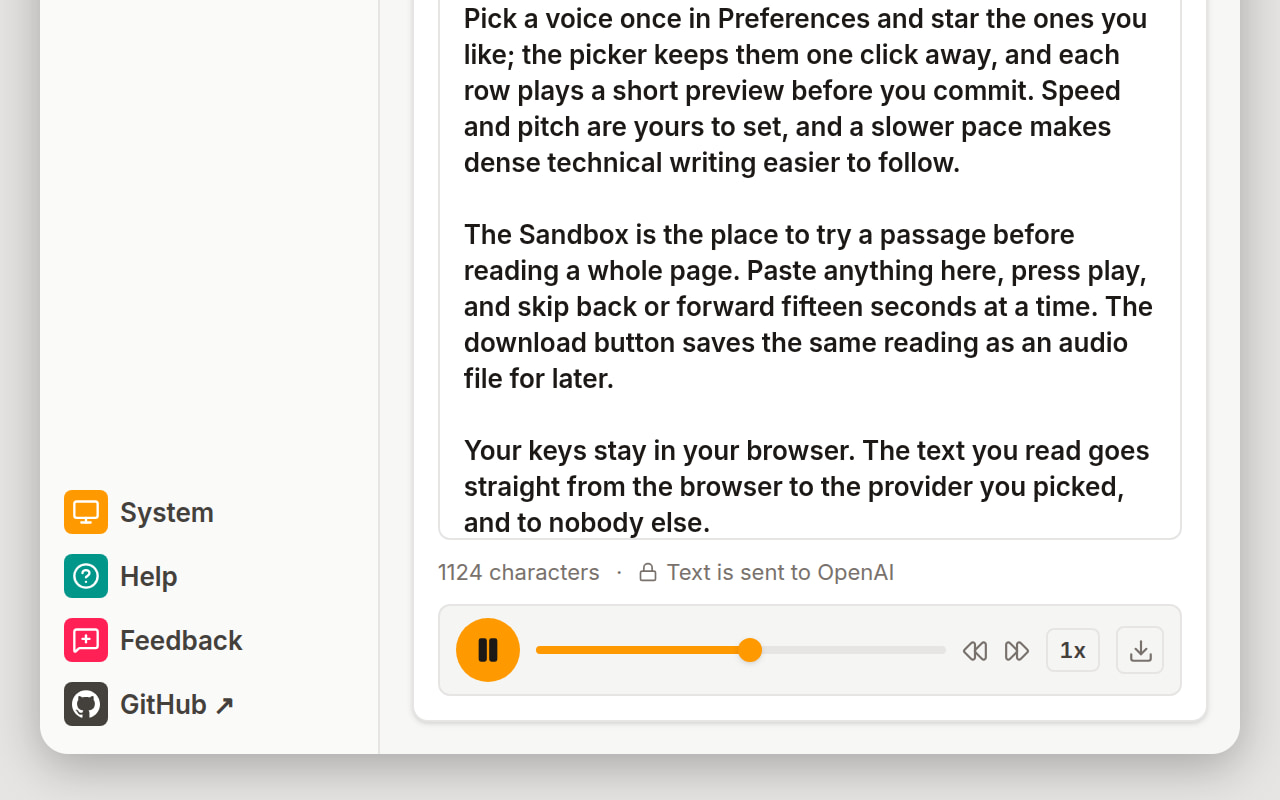 Pick a voice once in Preferences and star the ones you
like; the picker keeps them one click away, and each
row plays a short preview before you commit. Speed
and pitch are yours to set, and a slower pace makes
dense technical writing easier to follow.
The Sandbox is the place to try a passage before
reading a whole page. Paste anything here, press play,
and skip back or forward fifteen seconds at a time. The
download button saves the same reading as an audio
file for later.
Your keys stay in your browser. The text you read goes
straight from the browser to the provider you picked,
and to nobody else.
1124 characters · Text is sent to OpenAI
1x
System
Help
Feedback
GitHub ↗